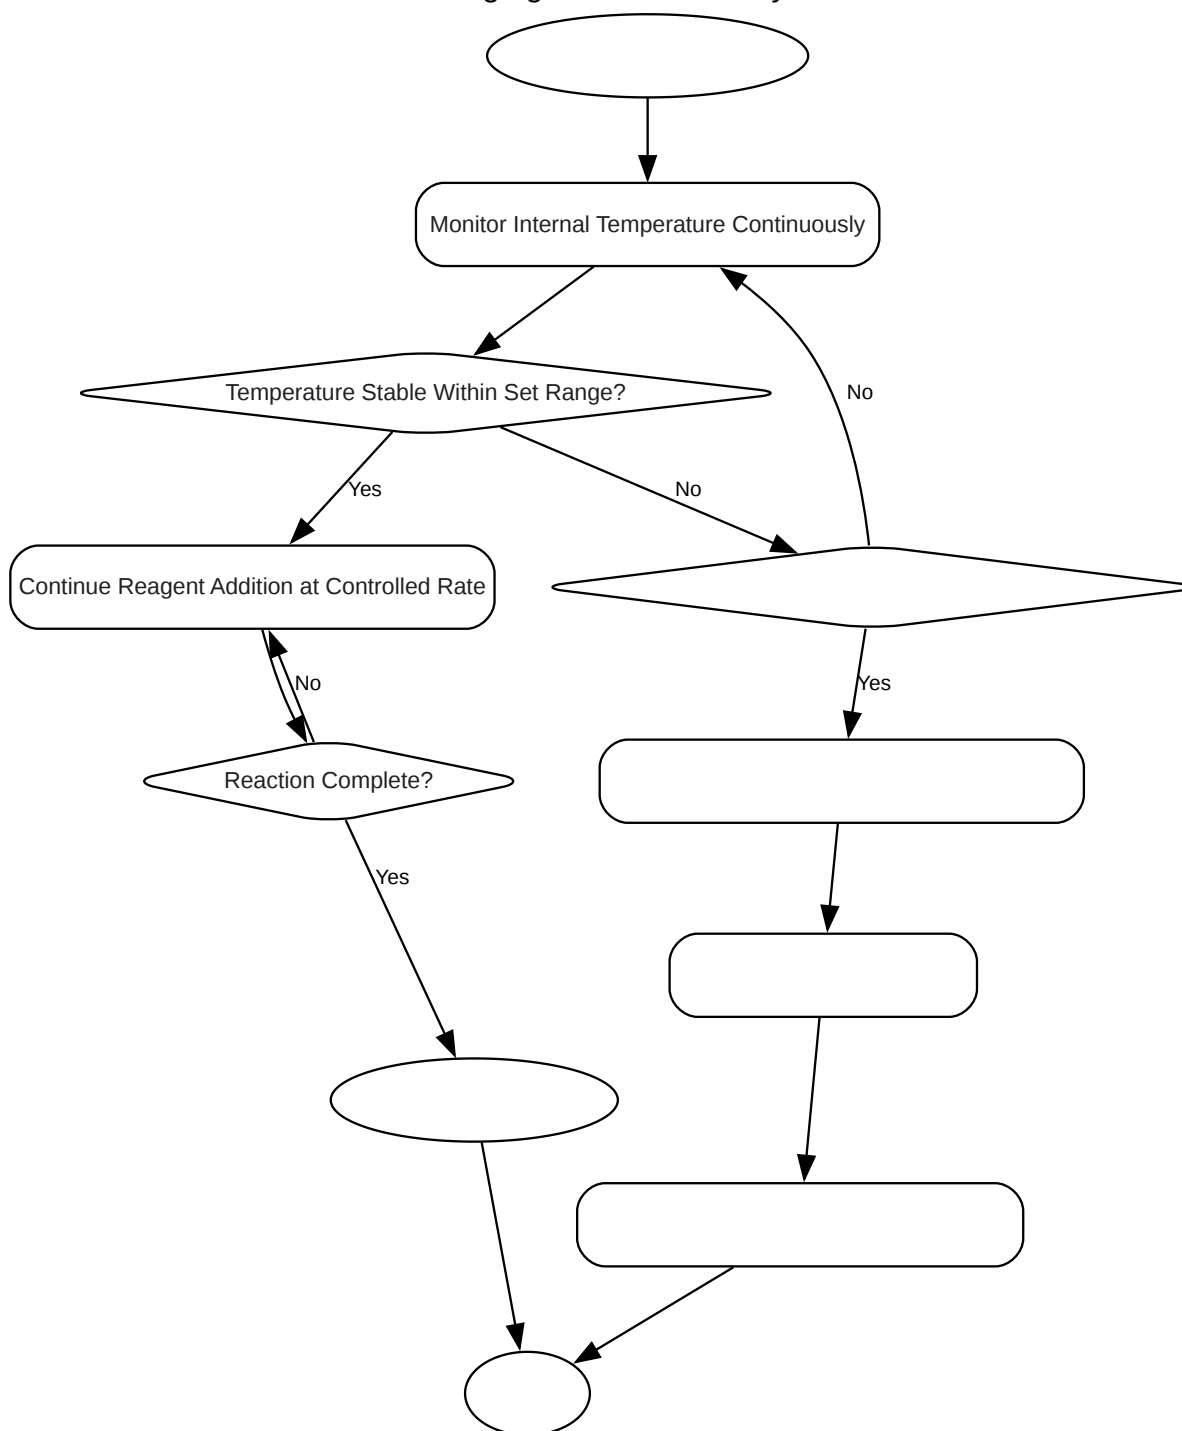 Monitor Internal Temperature Continuously
Temperature Stable Within Set Range?
No
Yes
No
Continue Reagent Addition at Controlled Rate
No
Yes
Reaction Complete?
Yes